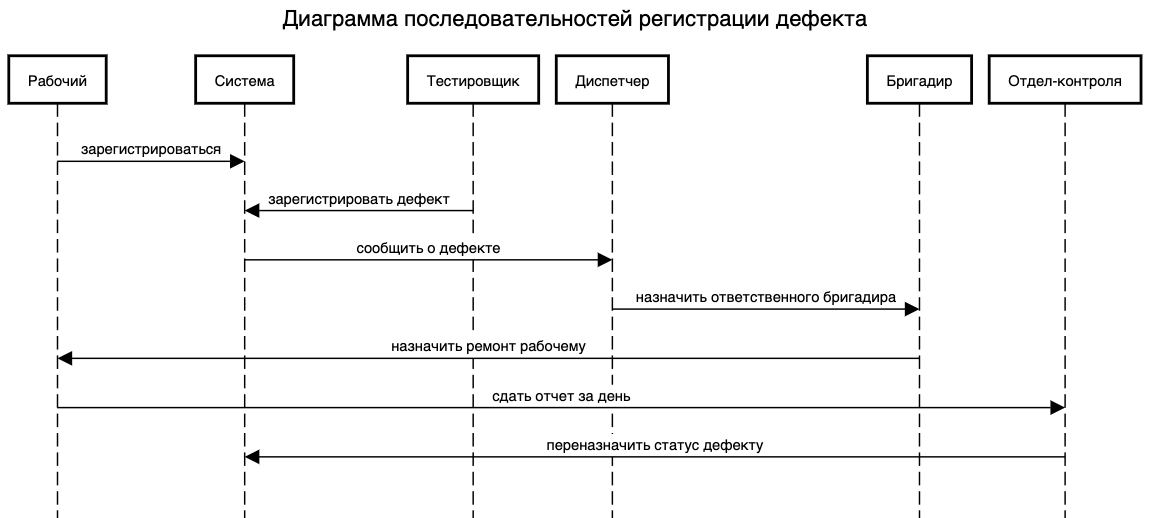 Диаграмма последовательностей регистрации дефекта
Рабочий
Система
Тестировщик
Диспетчер
Бригадир
Отдел-контроля
зарегистрироваться
зарегистрировать дефект
сообщить о дефекте
назначить ответственного бригадира
назначить ремонт рабочему
сдать отчет за день
переназначить статус дефекту